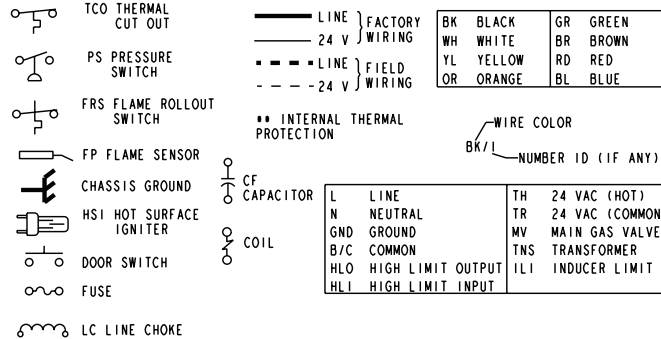 TCO THERMAL
CUT OUT
PS PRESSURE
SWITCH
FRS FLAME ROLLOUT
SWITCH
FP FLAME SENSOR
CHASSIS GROUND
HSI HOT SURFACE
IGNITER
DOOR SWITCH
FUSE
LC LINE CHOKE
LINE
24 V
FACTORY
WIRING
LINE
24 V
FIELD
WIRING
INTERNAL THERMAL
PROTECTION
CF
CAPACITOR
COIL
BK BLACK GR GREEN
WH WHITE BR BROWN
YL YELLOW RD RED
OR ORANGE BL BLUE
WIRE COLOR
BK/1
NUMBER ID (IF ANY)
L LINE TH 24 VAC (HOT)
N NEUTRAL TR 24 VAC (COMMON
GND GROUND MV MAIN GAS VALVE
B/C COMMON TNS TRANSFORMER
HLO HIGH LIMIT OUTPUT ILI INDUCER LIMIT
HLI HIGH LIMIT INPUT